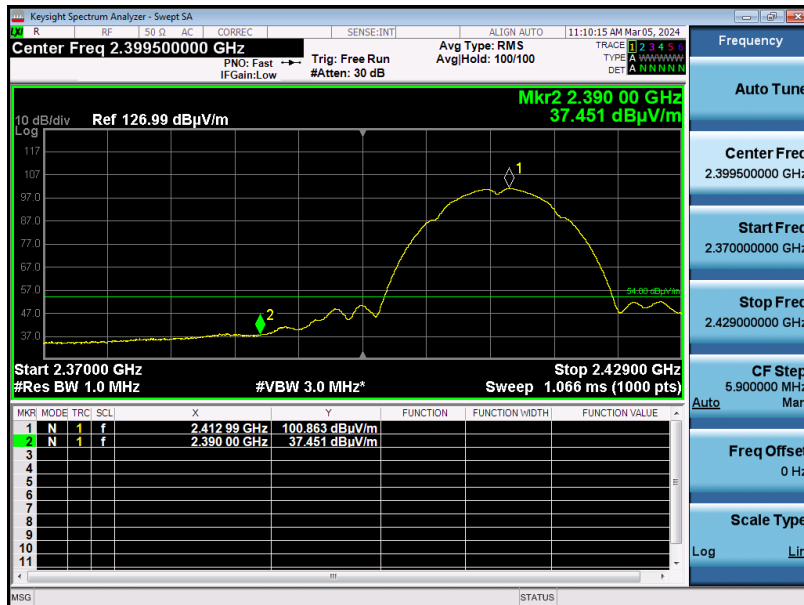 Keysight Spectrum Analyzer - Swept SA
R RF 50 Ω AC CORREC SENSE:INT ALIGN AUTO 11:10:15 AM Mar 05, 2024
Center Freq 2.399500000 GHz
PNO: Fast
IFGain:Low
Trig: Free Run
#Atten: 30 dB
Avg Type: RMS
Avg|Hold: 100/100
TRACE 1 2 3 4 5 6
TYPE A WWWWW
DET A N N N N N
Mkr2 2.390 00 GHz
37.451 dBµV/m
10 dB/div Ref 126.99 dBµV/m
Log
117
107
97.0
87.0
77.0
67.0
57.0
47.0
37.0
1
2
54.00 dBµV/m
Start 2.37000 GHz Stop 2.42900 GHz
#Res BW 1.0 MHz #VBW 3.0 MHz* Sweep 1.066 ms (1000 pts)
MKR MODE TRC SCL X Y FUNCTION FUNCTION WIDTH FUNCTION VALUE
1 N 1 f 2.412 99 GHz 100.863 dBµV/m
2 N 1 f 2.390 00 GHz 37.451 dBµV/m
3
4
5
6
7
8
9
10
11
MSG STATUS
Frequency
Auto Tune
Center Freq
2.399500000 GHz
Start Freq
2.370000000 GHz
Stop Freq
2.429000000 GHz
CF Step
5.900000 MHz
Auto Man
Freq Offset
0 Hz
Scale Type
Log Lin